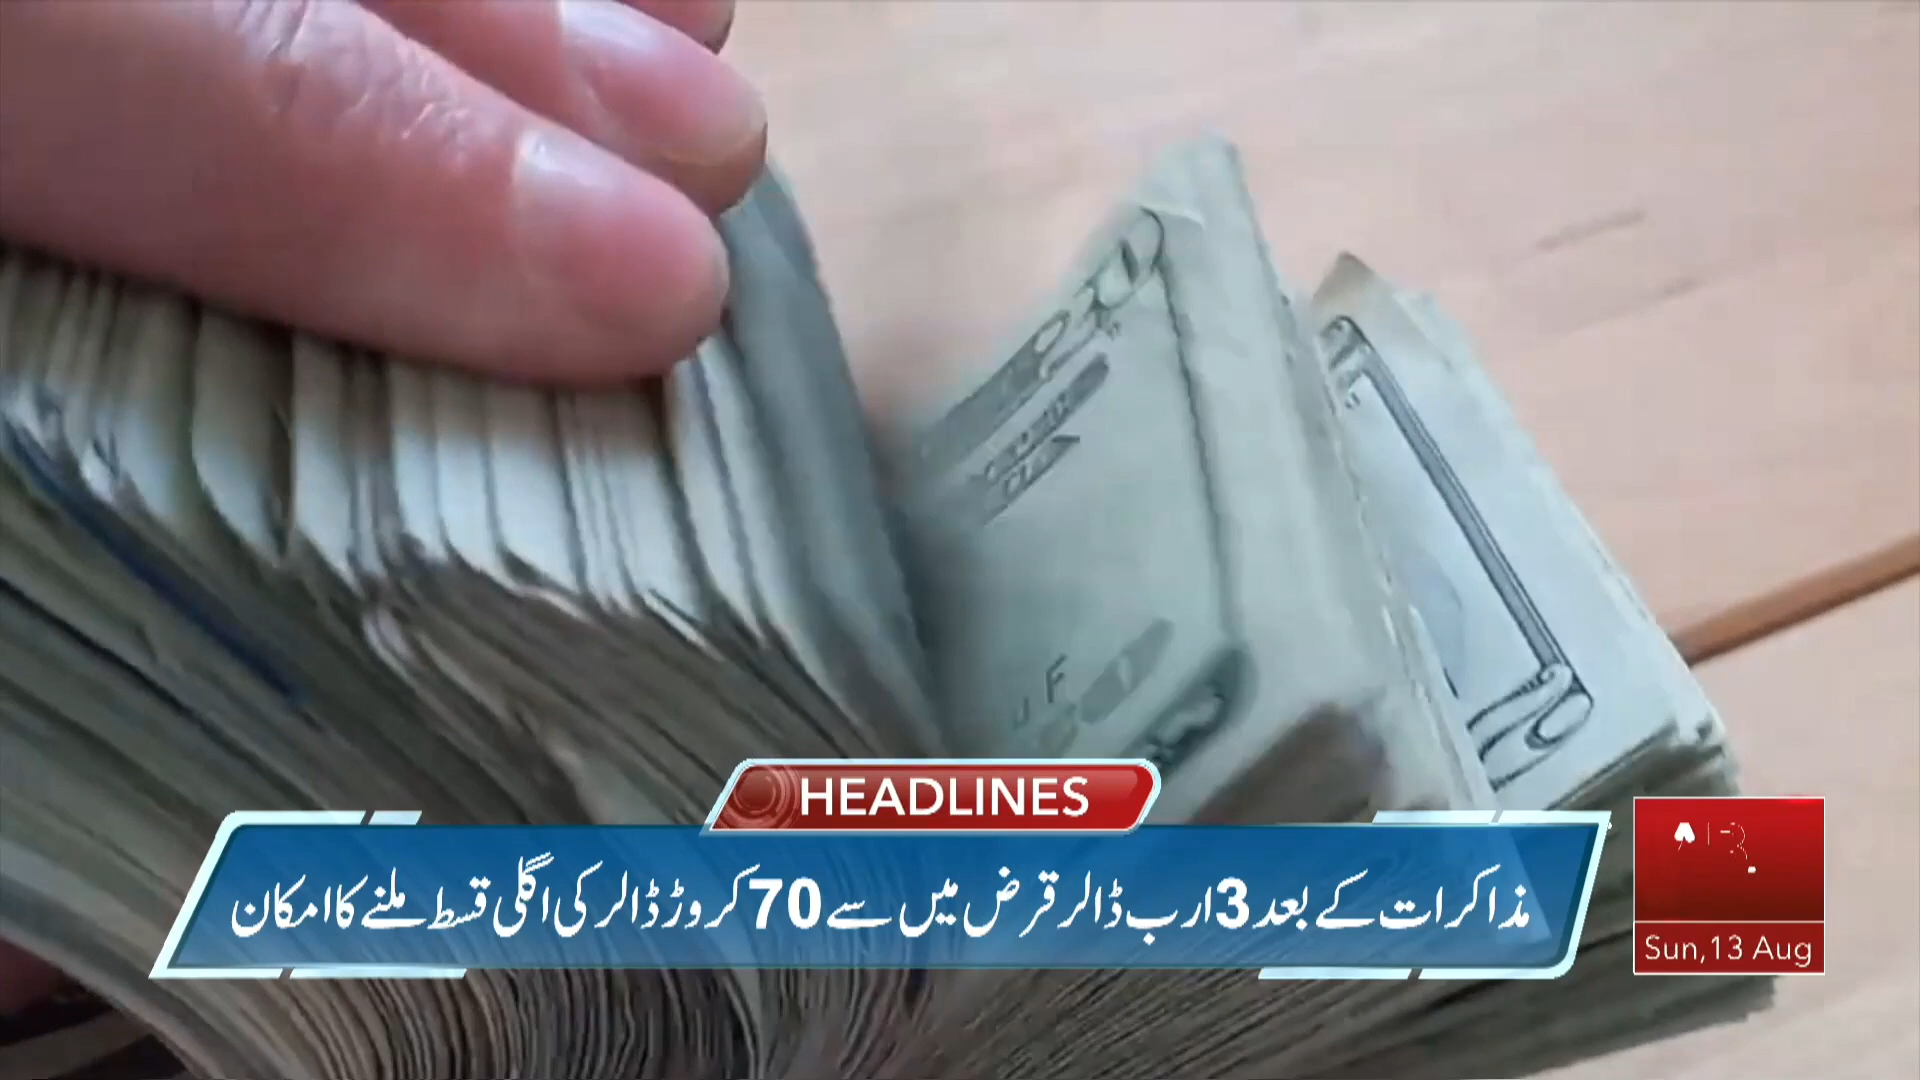 HEADLINES
مذاکرات کے بعد 3 ارب ڈالر قرض میں سے 70 کروڑ ڈالر کی اگلی قسط ملنے کا امکان
Sun,13 Aug